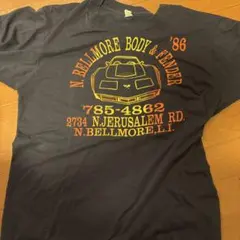 N. BELLMORE BODY & FENDER '86
'785-4862
2734 N.JERUSALEM RD.
N.BELLMORE,L.I.